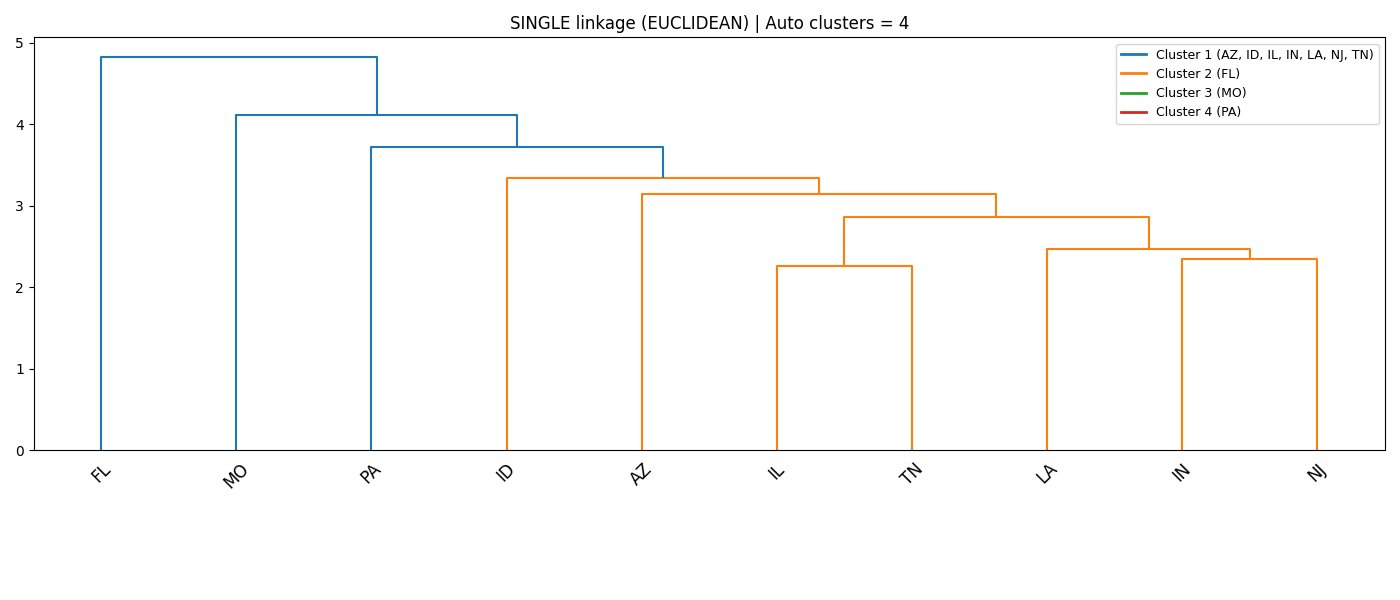 SINGLE linkage (EUCLIDEAN) | Auto clusters = 4
5
4
3
2
1
0
Cluster 1 (AZ, ID, IL, IN, LA, NJ, TN)
Cluster 2 (FL)
Cluster 3 (MO)
Cluster 4 (PA)
FL
MO
PA
ID
AZ
IL
TN
LA
IN
NJ